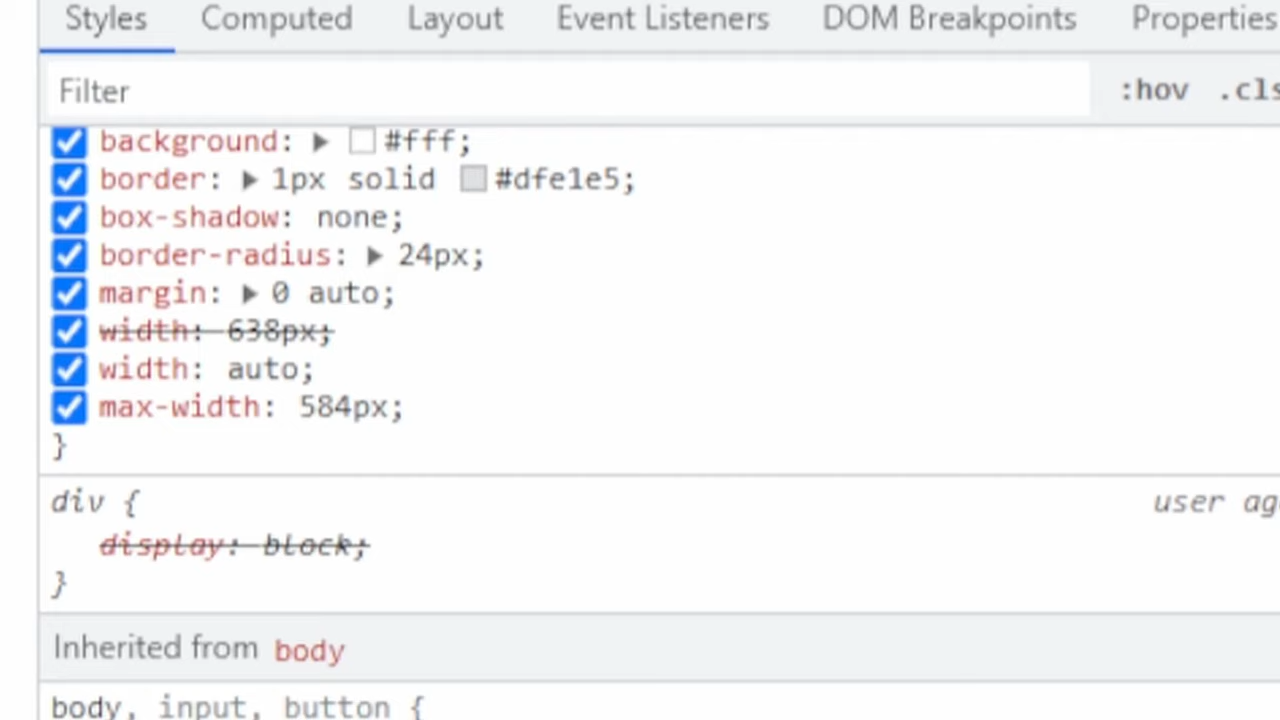 Styles Computed Layout Event Listeners DOM Breakpoints Properties
Filter :hov .cls
background: #fff;
border: 1px solid #dfe1e5;
box-shadow: none;
border-radius: 24px;
margin: 0 auto;
width: 638px;
width: auto;
max-width: 584px;
}
div { user ag
display: block;
}
Inherited from body
body, input, button {